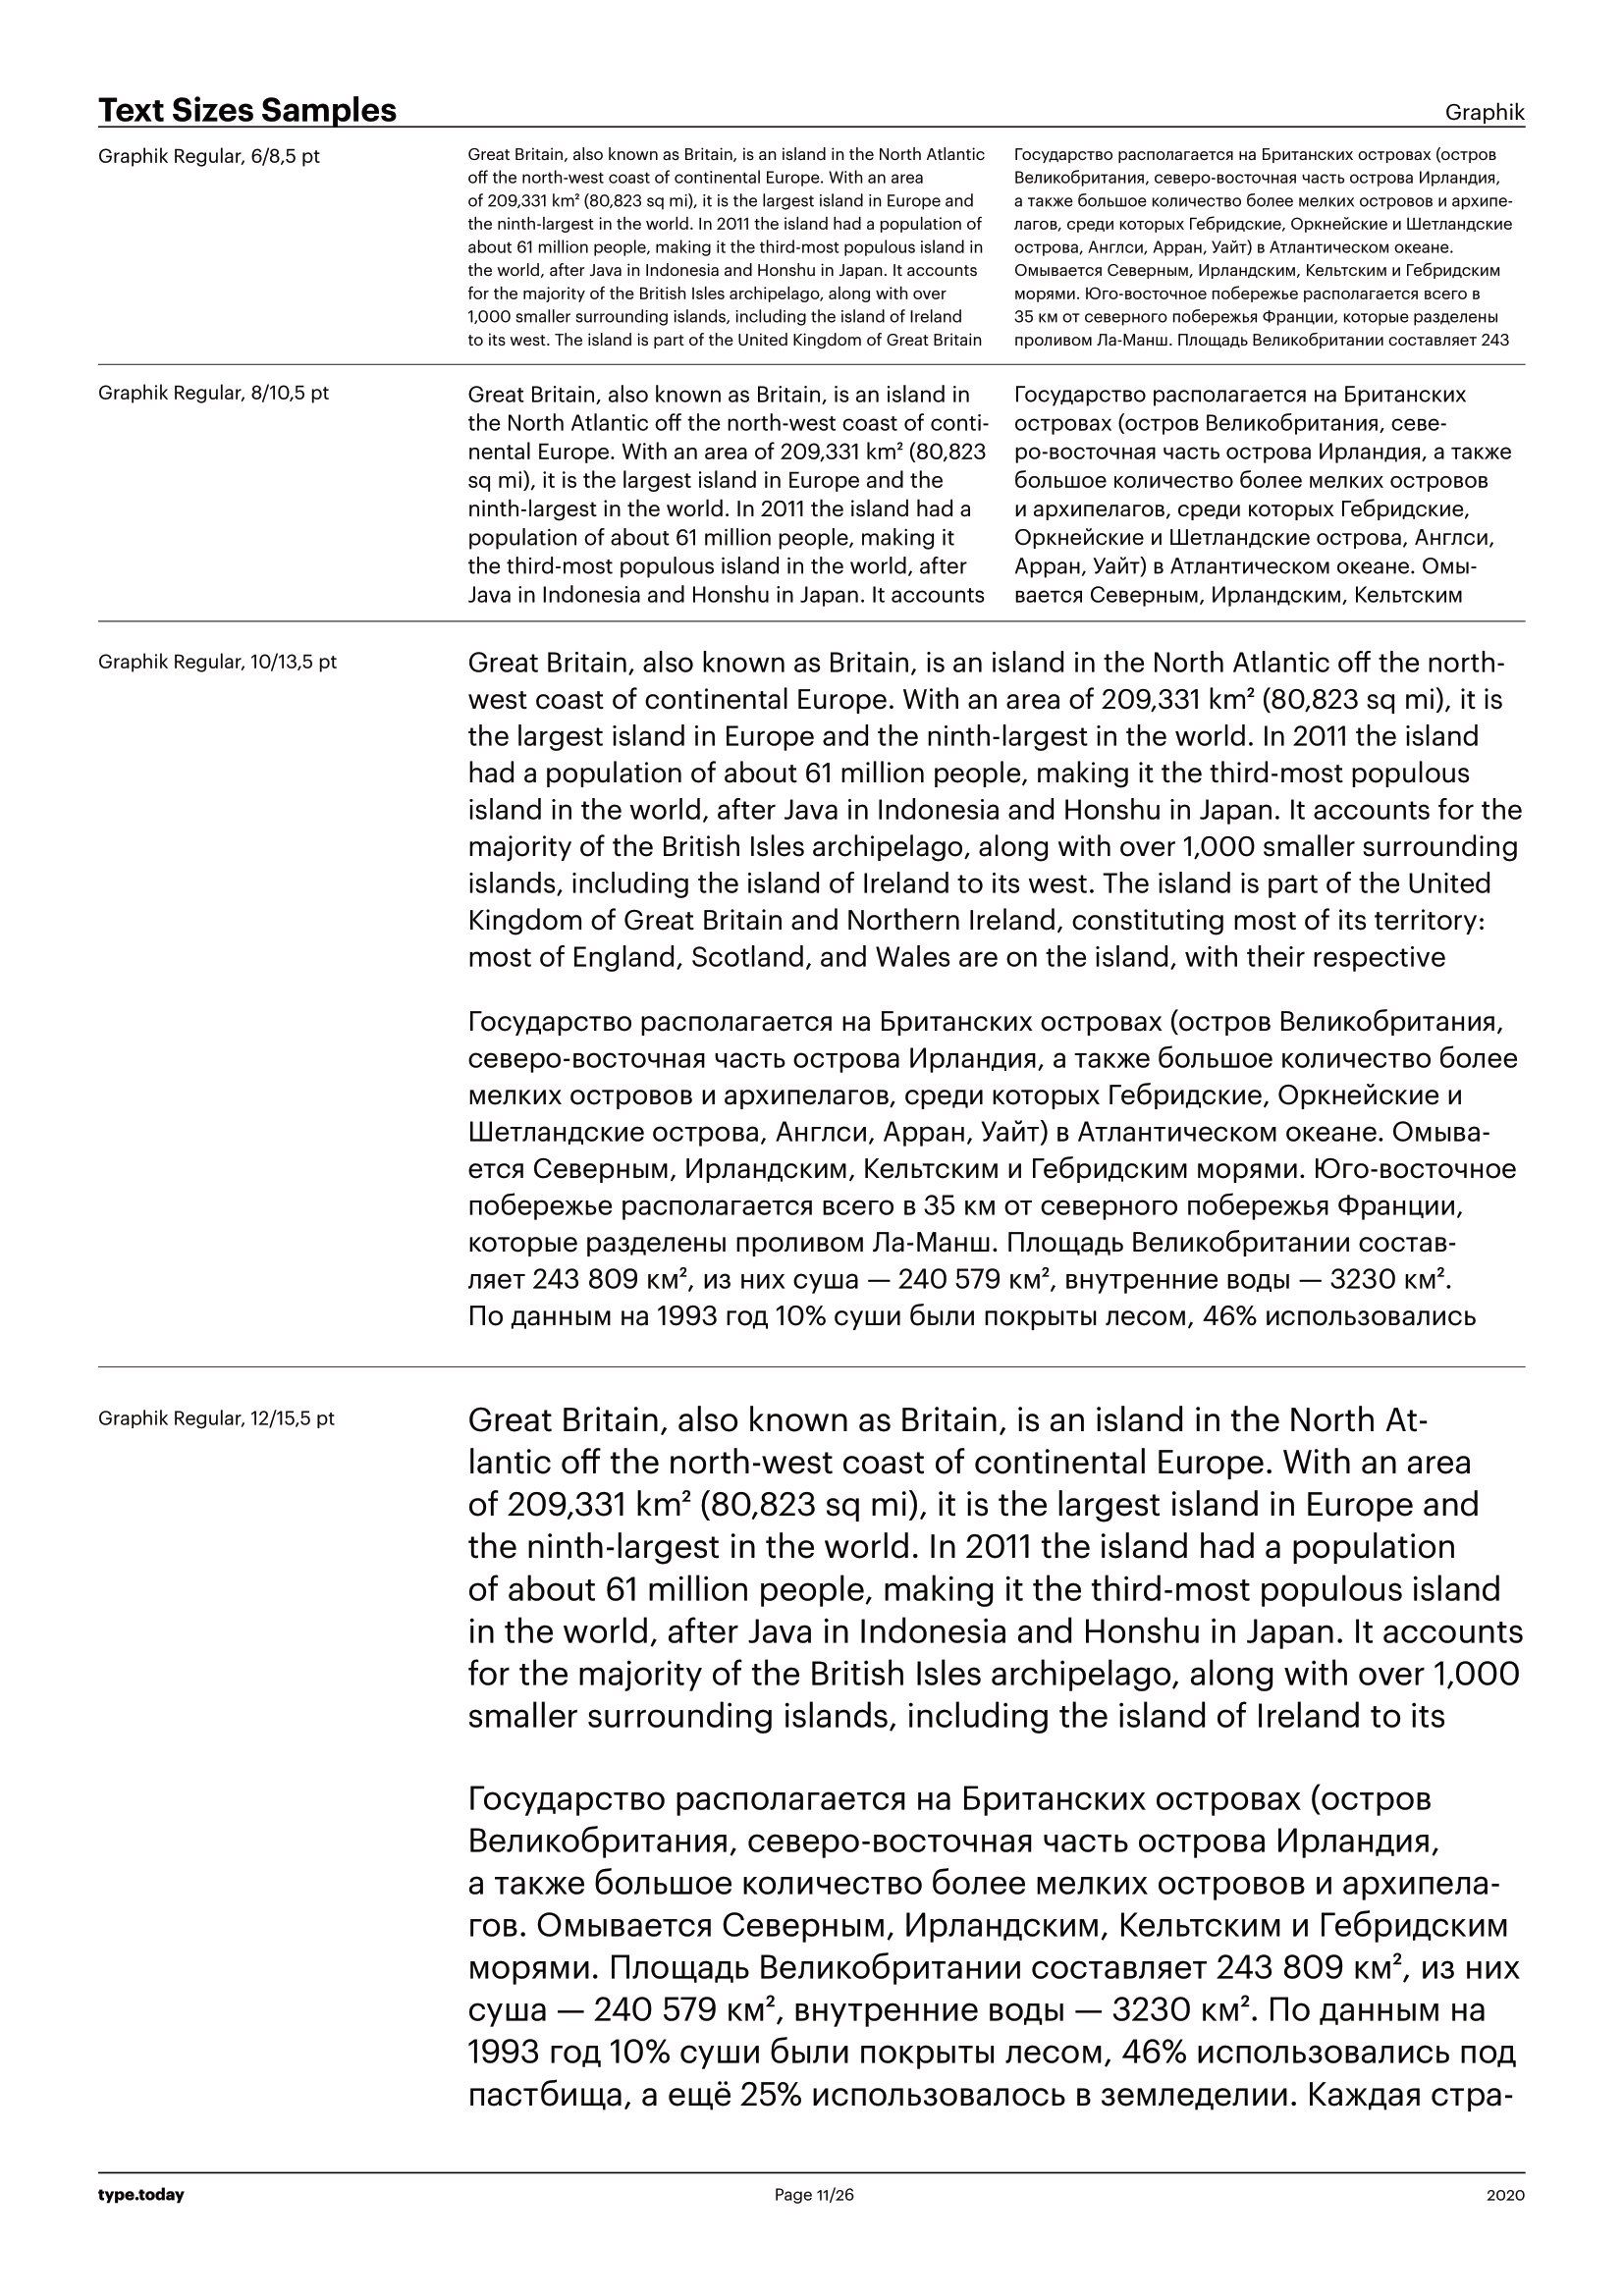 Text Sizes Samples
Graphik
Graphik Regular, 6/8,5 pt
Great Britain, also known as Britain, is an island in the North Atlantic
off the north-west coast of continental Europe. With an area
of 209,331 km² (80,823 sq mi), it is the largest island in Europe and
the ninth-largest in the world. In 2011 the island had a population of
about 61 million people, making it the third-most populous island in
the world, after Java in Indonesia and Honshu in Japan. It accounts
for the majority of the British Isles archipelago, along with over
1,000 smaller surrounding islands, including the island of Ireland
to its west. The island is part of the United Kingdom of Great Britain
Государство располагается на Британских островах (остров
Великобритания, северо-восточная часть острова Ирландия,
а также большое количество более мелких островов и архипе-
лагов, среди которых Гебридские, Оркнейские и Шетландские
острова, Англси, Арран, Уайт) в Атлантическом океане.
Омывается Северным, Ирландским, Кельтским и Гебридским
морями. Юго-восточное побережье располагается всего в
35 км от северного побережья Франции, которые разделены
проливом Ла-Манш. Площадь Великобритании составляет 243
Graphik Regular, 8/10,5 pt
Great Britain, also known as Britain, is an island in
the North Atlantic off the north-west coast of conti-
nental Europe. With an area of 209,331 km² (80,823
sq mi), it is the largest island in Europe and the
ninth-largest in the world. In 2011 the island had a
population of about 61 million people, making it
the third-most populous island in the world, after
Java in Indonesia and Honshu in Japan. It accounts
Государство располагается на Британских
островах (остров Великобритания, севе-
ро-восточная часть острова Ирландия, а также
большое количество более мелких островов
и архипелагов, среди которых Гебридские,
Оркнейские и Шетландские острова, Англси,
Арран, Уайт) в Атлантическом океане. Омы-
вается Северным, Ирландским, Кельтским
Graphik Regular, 10/13,5 pt
Great Britain, also known as Britain, is an island in the North Atlantic off the north-
west coast of continental Europe. With an area of 209,331 km² (80,823 sq mi), it is
the largest island in Europe and the ninth-largest in the world. In 2011 the island
had a population of about 61 million people, making it the third-most populous
island in the world, after Java in Indonesia and Honshu in Japan. It accounts for the
majority of the British Isles archipelago, along with over 1,000 smaller surrounding
islands, including the island of Ireland to its west. The island is part of the United
Kingdom of Great Britain and Northern Ireland, constituting most of its territory:
most of England, Scotland, and Wales are on the island, with their respective
Государство располагается на Британских островах (остров Великобритания,
северо-восточная часть острова Ирландия, а также большое количество более
мелких островов и архипелагов, среди которых Гебридские, Оркнейские и
Шетландские острова, Англси, Арран, Уайт) в Атлантическом океане. Омыва-
ется Северным, Ирландским, Кельтским и Гебридским морями. Юго-восточное
побережье располагается всего в 35 км от северного побережья Франции,
которые разделены проливом Ла-Манш. Площадь Великобритании состав-
ляет 243 809 км², из них суша — 240 579 км², внутренние воды — 3230 км².
По данным на 1993 год 10% суши были покрыты лесом, 46% использовались
Graphik Regular, 12/15,5 pt
Great Britain, also known as Britain, is an island in the North At-
lantic off the north-west coast of continental Europe. With an area
of 209,331 km² (80,823 sq mi), it is the largest island in Europe and
the ninth-largest in the world. In 2011 the island had a population
of about 61 million people, making it the third-most populous island
in the world, after Java in Indonesia and Honshu in Japan. It accounts
for the majority of the British Isles archipelago, along with over 1,000
smaller surrounding islands, including the island of Ireland to its
Государство располагается на Британских островах (остров
Великобритания, северо-восточная часть острова Ирландия,
а также большое количество более мелких островов и архипела-
гов. Омывается Северным, Ирландским, Кельтским и Гебридским
морями. Площадь Великобритании составляет 243 809 км², из них
суша — 240 579 км², внутренние воды — 3230 км². По данным на
1993 год 10% суши были покрыты лесом, 46% использовались под
пастбища, а ещё 25% использовалось в земледелии. Каждая стра-
type.today
Page 11/26
2020